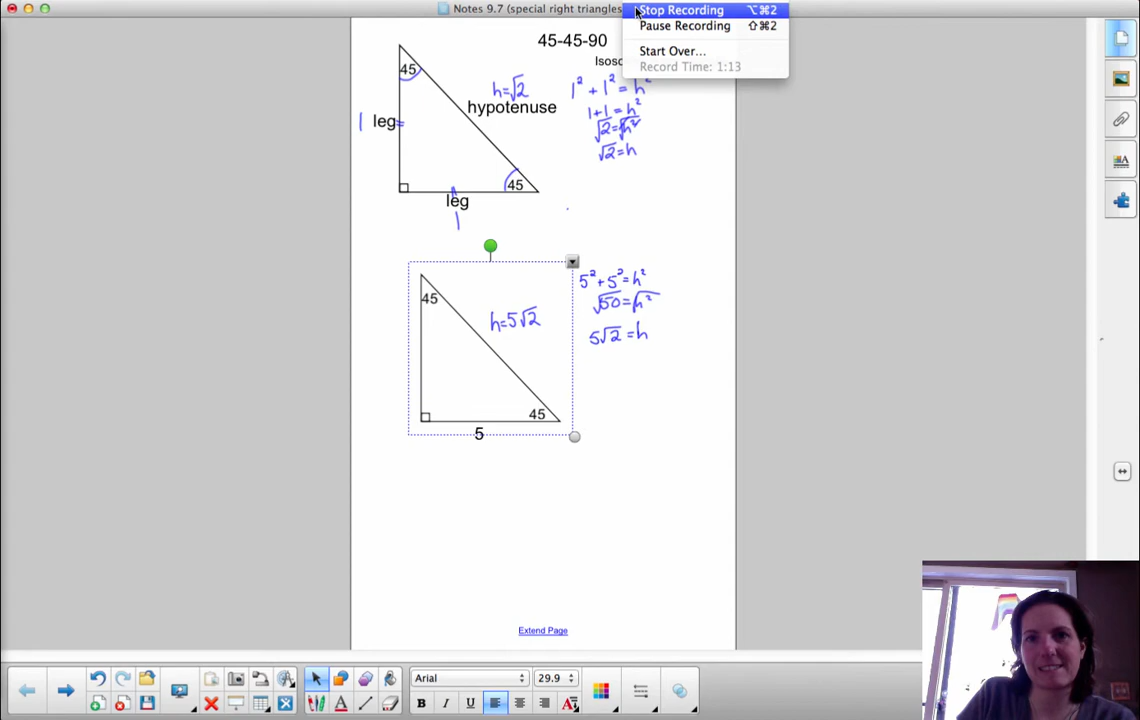 Notes 9.7 (special right triangles
Stop Recording ⌥⌘2
Pause Recording ⇧⌘2
Start Over...
Record Time: 1:13
45-45-90
45
h=√2
hypotenuse
1 leg
45
leg
1
1² + 1² = h²
1+1 = h²
√2=√h²
√2=h
45
h=5√2
45
5
5²+5²=h²
√50=√h²
5√2=h
Extend Page
Arial
29.9
B I U